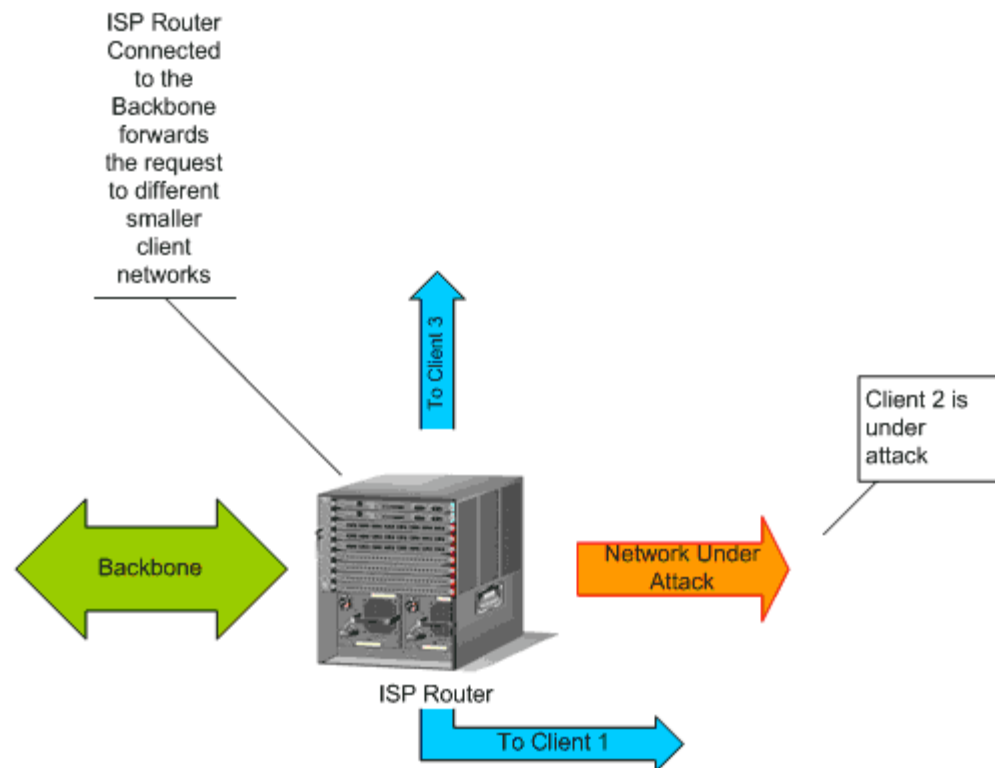 ISP Router
Connected
to the
Backbone
forwards
the request
to different
smaller
client
networks
To Client 3
Client 2 is
under
attack
Backbone
Network Under
Attack
ISP Router
To Client 1